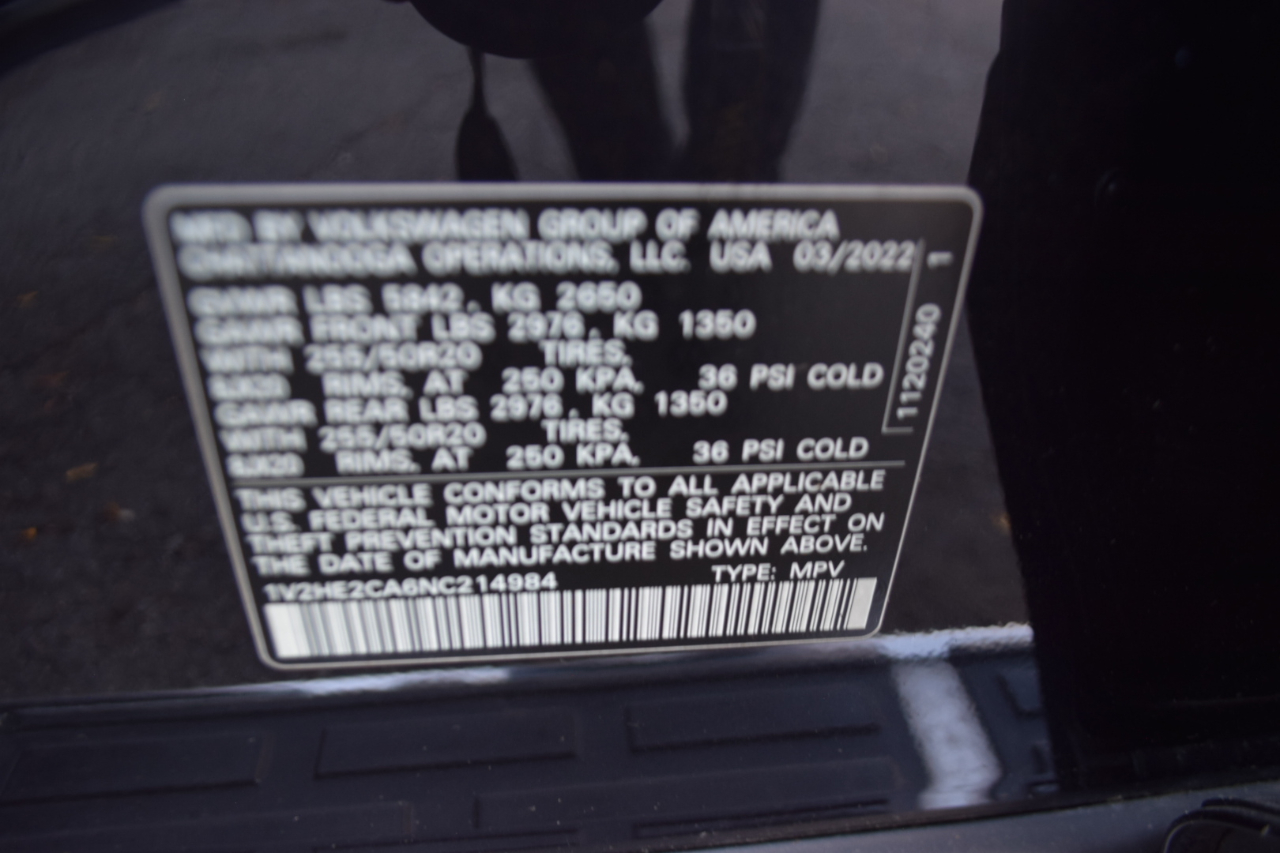 MFD BY VOLKSWAGEN GROUP OF AMERICA
CHATTANOOGA OPERATIONS, LLC. USA 03/2022
GVWR LBS 5842, KG 2650
GAWR FRONT LBS 2976, KG 1350
WITH 255/50R20 TIRES,
8JX20 RIMS, AT 250 KPA, 36 PSI COLD
GAWR REAR LBS 2976, KG 1350
WITH 255/50R20 TIRES,
8JX20 RIMS, AT 250 KPA, 36 PSI COLD
THIS VEHICLE CONFORMS TO ALL APPLICABLE
U.S. FEDERAL MOTOR VEHICLE SAFETY AND
THEFT PREVENTION STANDARDS IN EFFECT ON
THE DATE OF MANUFACTURE SHOWN ABOVE.
1V2HE2CA6NC214984 TYPE: MPV
1120240 1